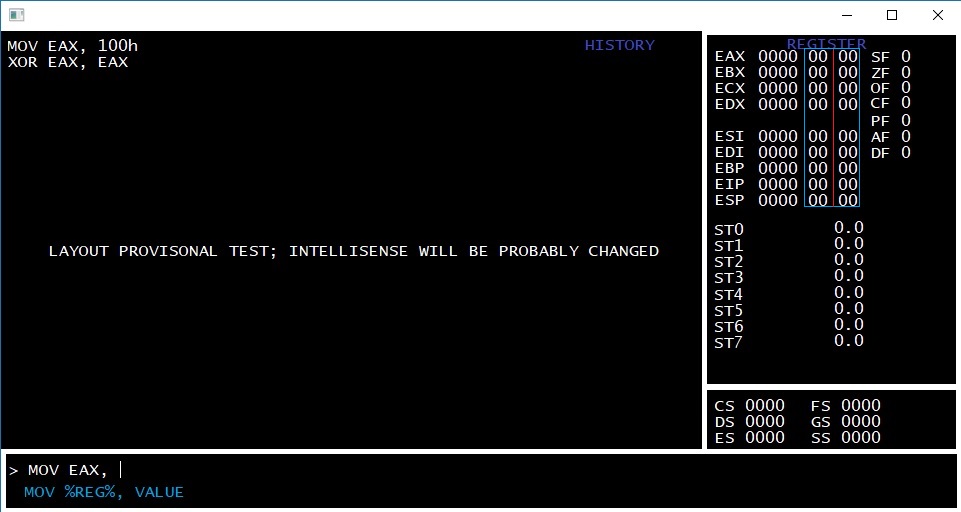 MOV EAX, 100h
XOR EAX, EAX
HISTORY
LAYOUT PROVISONAL TEST; INTELLISENSE WILL BE PROBABLY CHANGED
REGISTER
EAX 0000 00 00 SF 0
EBX 0000 00 00 ZF 0
ECX 0000 00 00 OF 0
EDX 0000 00 00 CF 0
PF 0
ESI 0000 00 00 AF 0
EDI 0000 00 00 DF 0
EBP 0000 00 00
EIP 0000 00 00
ESP 0000 00 00
ST0 0.0
ST1 0.0
ST2 0.0
ST3 0.0
ST4 0.0
ST5 0.0
ST6 0.0
ST7 0.0
CS 0000 FS 0000
DS 0000 GS 0000
ES 0000 SS 0000
> MOV EAX, |
MOV %REG%, VALUE